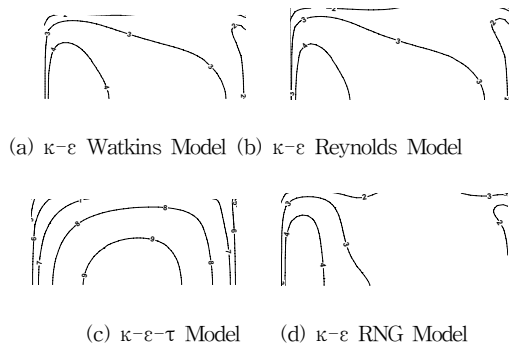 (a) κ-ε Watkins Model (b) κ-ε Reynolds Model
(c) κ-ε-τ Model (d) κ-ε RNG Model